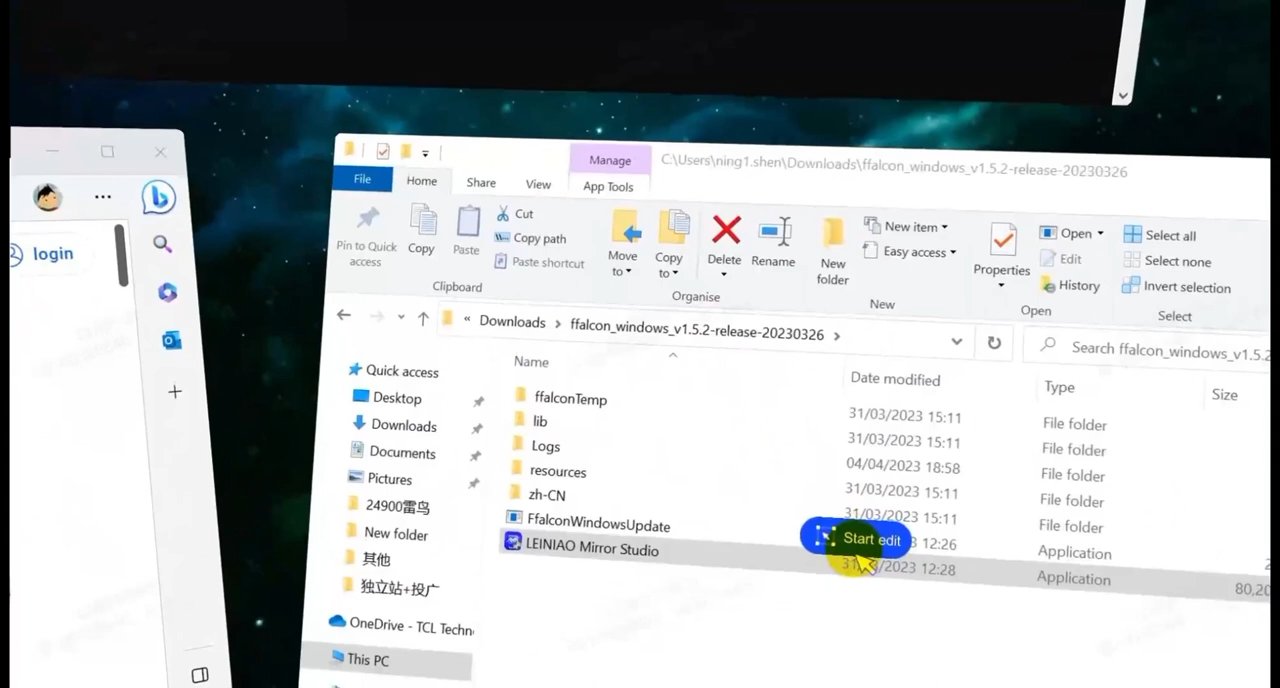 login
Manage
C:\Users\ning1.shen\Downloads\ffalcon_windows_v1.5.2-release-20230326
File
Home
Share
View
App Tools
Pin to Quick access
Copy
Paste
Cut
Copy path
Paste shortcut
Clipboard
Move to
Copy to
Delete
Rename
Organise
New folder
New item
Easy access
New
Properties
Open
Edit
History
Open
Select all
Select none
Invert selection
Select
« Downloads > ffalcon_windows_v1.5.2-release-20230326 >
Search ffalcon_windows_v1.5.2
Name
Date modified
Type
Size
Quick access
Desktop
Downloads
Documents
Pictures
24900雷鸟
New folder
其他
独立站+投广
OneDrive - TCL Techn
This PC
ffalconTemp 31/03/2023 15:11 File folder
lib 31/03/2023 15:11 File folder
Logs 04/04/2023 18:58 File folder
resources 31/03/2023 15:11 File folder
zh-CN 31/03/2023 15:11 File folder
FfalconWindowsUpdate 12:26 Application
LEINIAO Mirror Studio 12:28 Application 80,20
Start edit